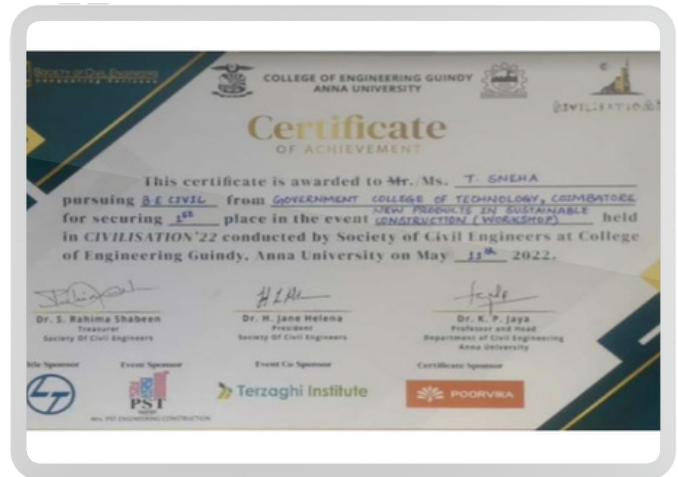 SOCIETY OF CIVIL ENGINEERS
COLLEGE OF ENGINEERING GUINDY
ANNA UNIVERSITY
CIVILISATION
Certificate
OF ACHIEVEMENT
This certificate is awarded to Mr./Ms. T. SNEHA
pursuing B.E CIVIL from GOVERNMENT COLLEGE OF TECHNOLOGY, COIMBATORE
for securing 1st place in the event NEW PRODUCTS IN SUSTAINABLE CONSTRUCTION (WORKSHOP) held
in CIVILISATION'22 conducted by Society of Civil Engineers at College
of Engineering Guindy, Anna University on May 13th 2022.
Dr. S. Rahima Shabeen
Treasurer
Society Of Civil Engineers
Dr. H. Jane Helena
President
Society Of Civil Engineers
Dr. K. P. Jaya
Professor and Head
Department of Civil Engineering
Anna University
Title Sponsor
Event Sponsor
Event Co Sponsor
Certificate Sponsor
PST
M/s. PST ENGINEERING CONSTRUCTION
Terzaghi Institute
POORVIKA